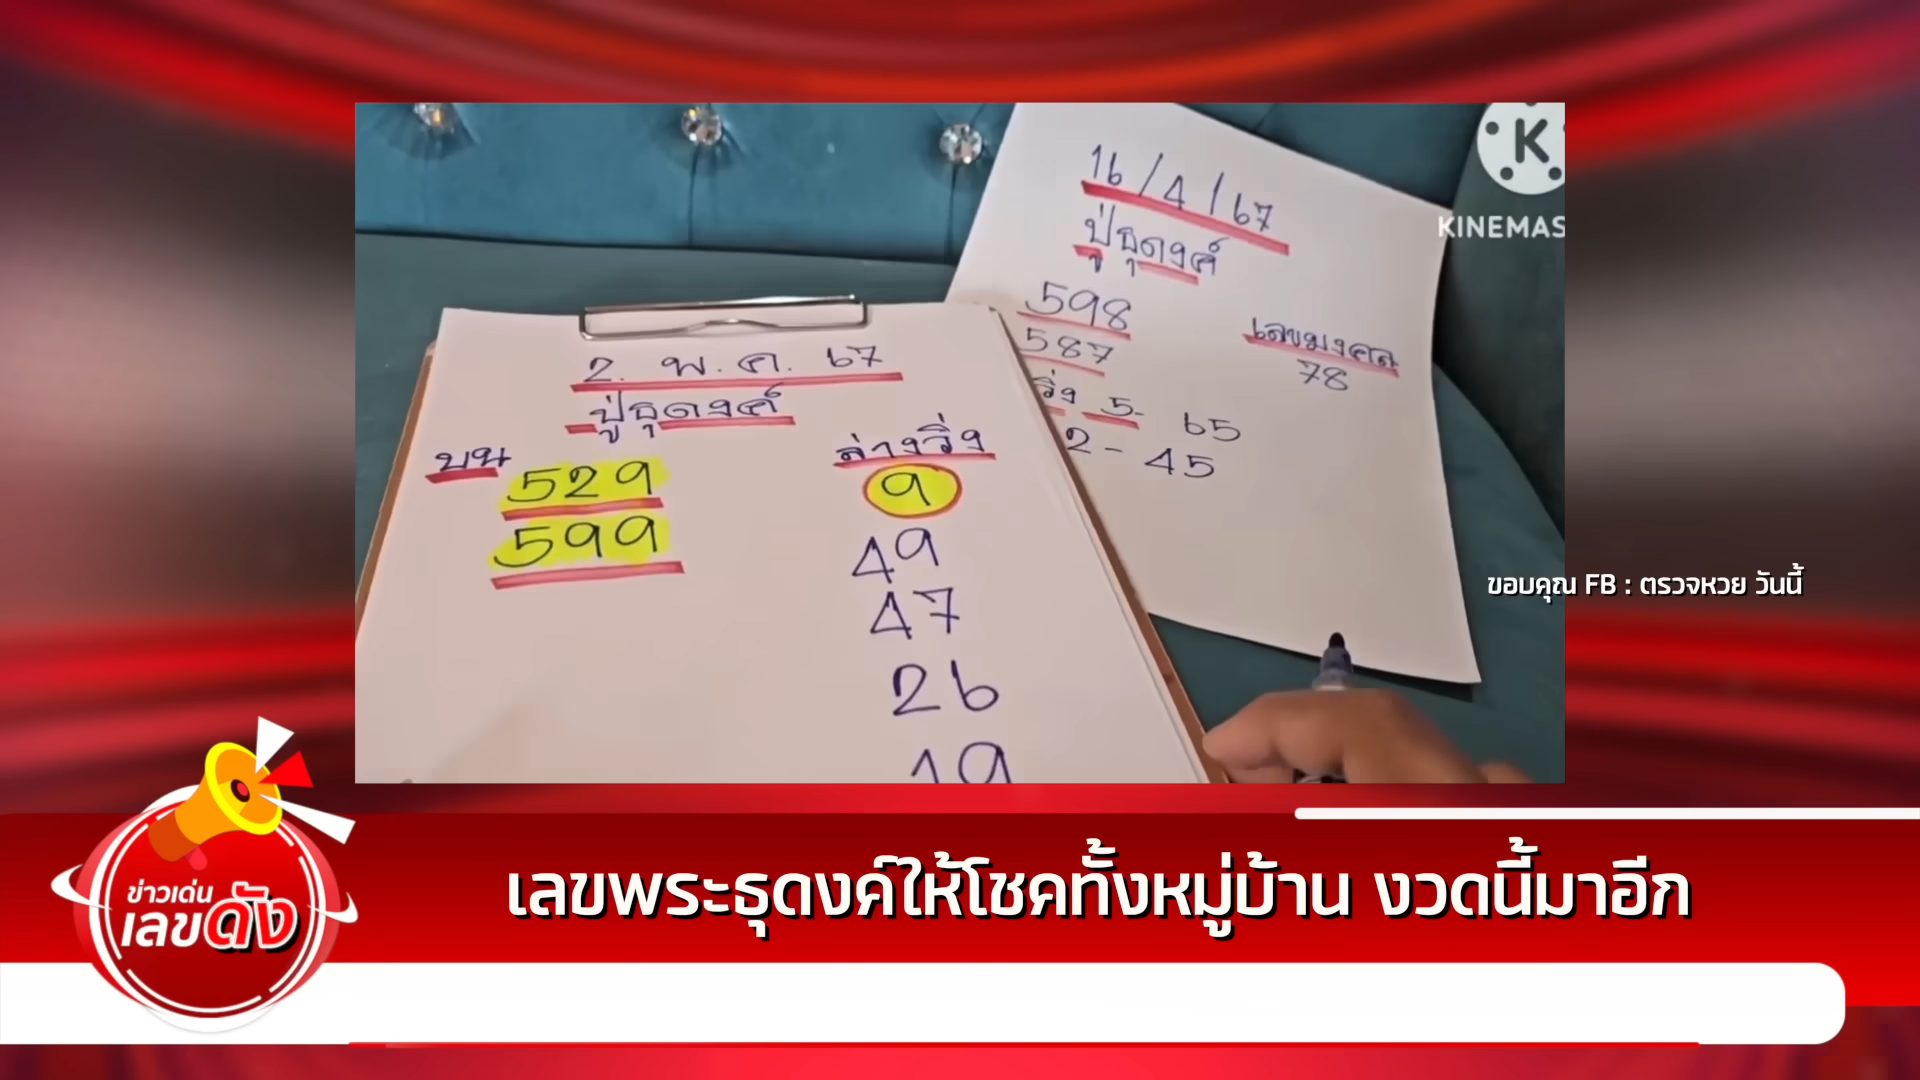 16/4/67
ปู่ธุดงค์
598
587
เลขมงคล
78
วิ่ง 5- 65
2-45
KINEMAS
2. พ.ค. 67
ปู่ธุดงค์
บน
529
599
ล่างวิ่ง
9
49
47
26
19
ขอบคุณ FB : ตรวจหวย วันนี้
ข่าวเด่น
เลขดัง
เลขพระธุดงค์ให้โชคทั้งหมู่บ้าน งวดนี้มาอีก